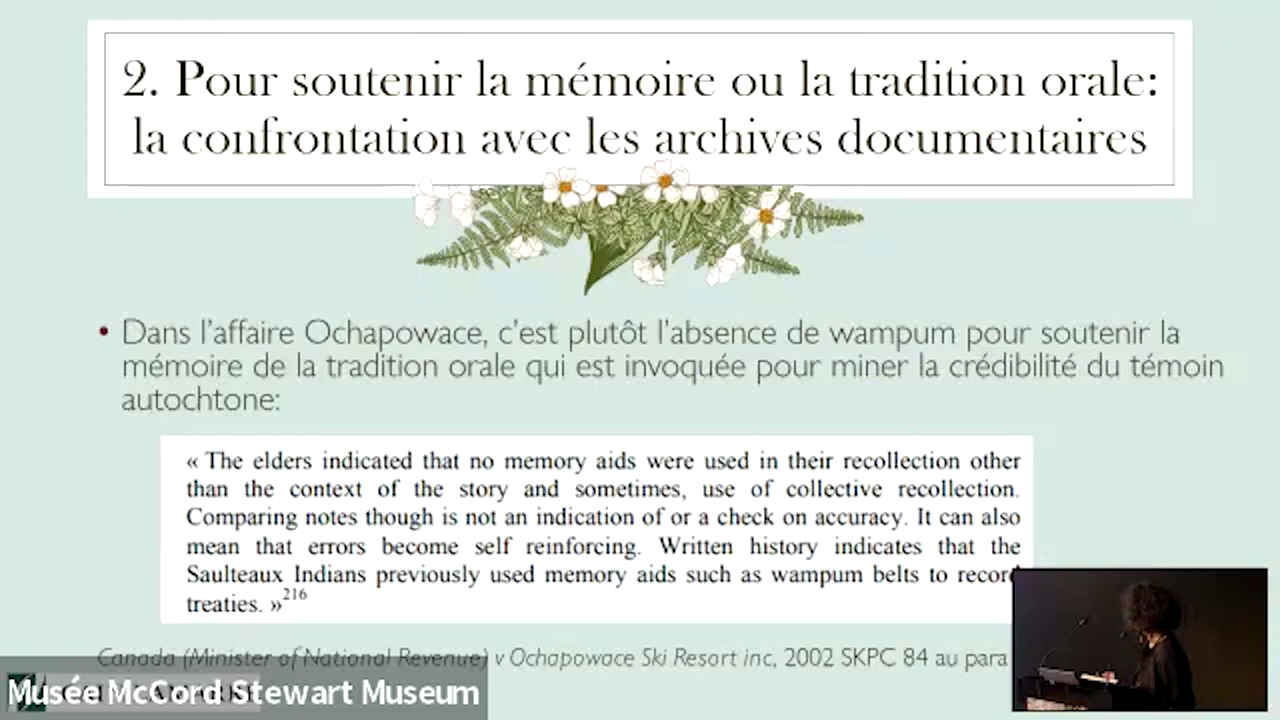 2. Pour soutenir la mémoire ou la tradition orale:
la confrontation avec les archives documentaires
• Dans l'affaire Ochapowace, c'est plutôt l'absence de wampum pour soutenir la
mémoire de la tradition orale qui est invoquée pour miner la crédibilité du témoin
autochtone:
« The elders indicated that no memory aids were used in their recollection other
than the context of the story and sometimes, use of collective recollection.
Comparing notes though is not an indication of or a check on accuracy. It can also
mean that errors become self reinforcing. Written history indicates that the
Saulteaux Indians previously used memory aids such as wampum belts to record
treaties. »216
Canada (Minister of National Revenue) v Ochapowace Ski Resort inc, 2002 SKPC 84 au para
Musée McCord Stewart Museum